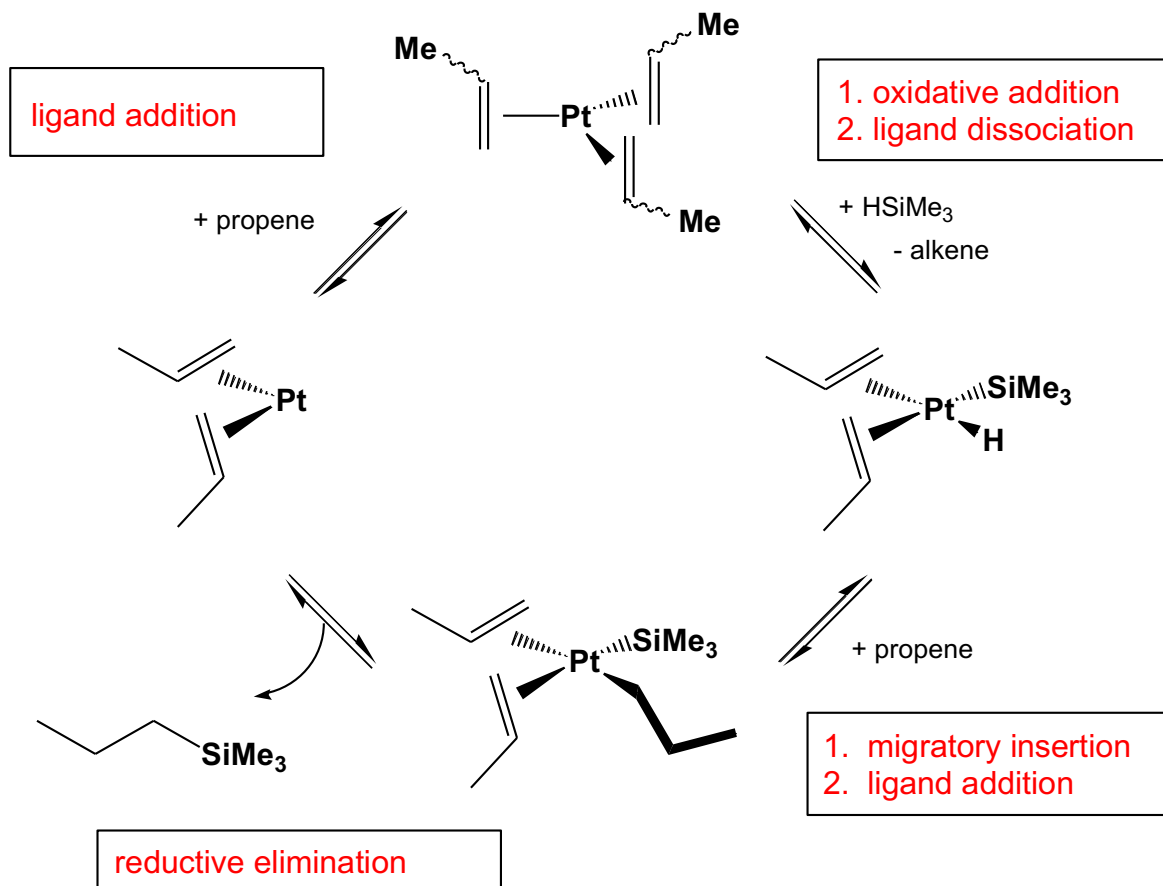 Me
Me
ligand addition
1. oxidative addition
2. ligand dissociation
Pt
Me
+ propene
+ HSiMe₃
- alkene
Pt
Pt
SiMe₃
H
Pt
SiMe₃
+ propene
SiMe₃
1. migratory insertion
2. ligand addition
reductive elimination